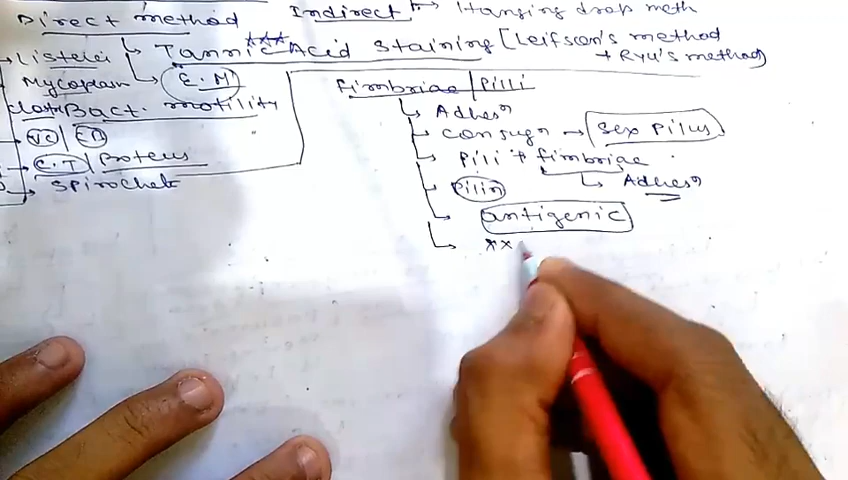 Direct method Indirect → Hanging drop meth
Tannic Acid staining [Leifson's method
+ Ryu's method)
Listeria
Mycoplasm
E.M
Bact. motility
VC
C.T / Proteus
Spirochete
fimbriae / Pilli
Adhesn
conjugn → Sex Pilus
Pili + fimbriae
Adhesn
Pilin
antigenic
**